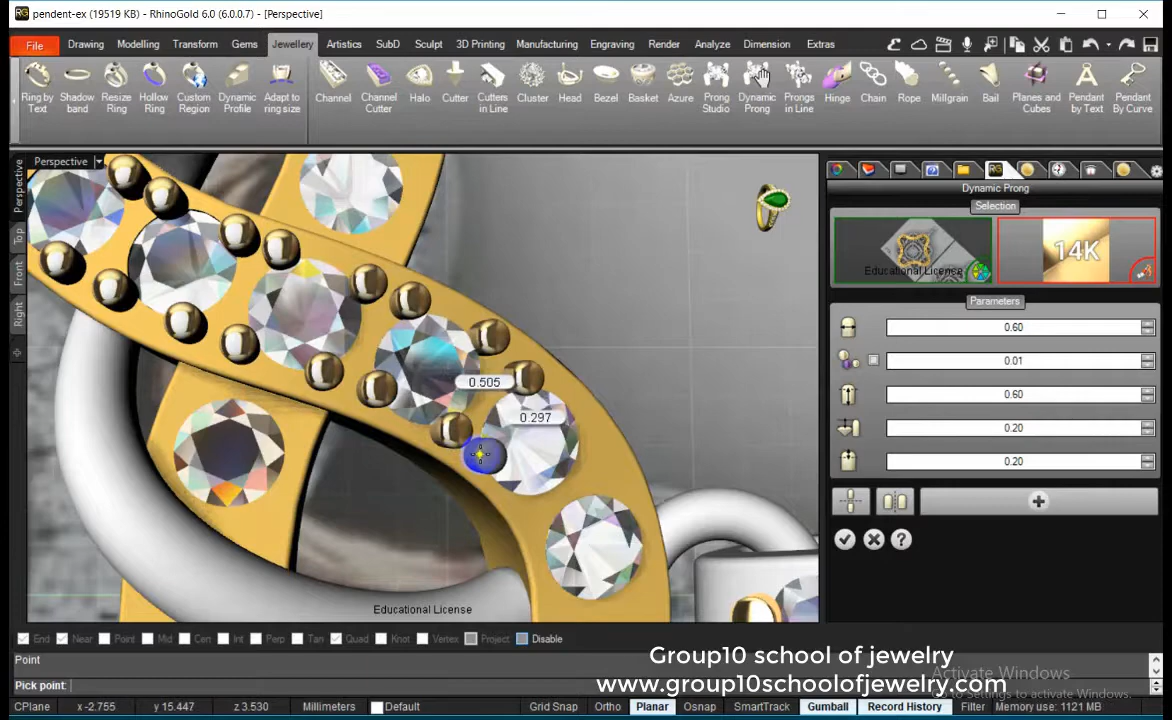 pendent-ex (19519 KB) - RhinoGold 6.0 (6.0.0.7) - [Perspective]
File Drawing Modelling Transform Gems Jewellery Artistics SubD Sculpt 3D Printing Manufacturing Engraving Render Analyze Dimension Extras
Ring by Text Shadow band Resize Ring Hollow Ring Custom Region Dynamic Profile Adapt to ring size Channel Channel Cutter Halo Cutter Cutters in Line Cluster Head Bezel Basket Azure Prong Studio Dynamic Prong Prongs in Line Hinge Chain Rope Millgrain Bail Planes and Cubes Pendant by Text Pendant By Curve
Perspective
Perspective
Top
Front
Right
0.505
0.297
Educational License
Dynamic Prong
Selection
Educational License
14K
Parameters
0.60
0.01
0.60
0.20
0.20
End Near Point Mid Cen Int Perp Tan Quad Knot Vertex Project Disable
Point
Pick point:
Group10 school of jewelry
www.group10schoolofjewelry.com
Activate Windows
Go to Settings to activate Windows.
CPlane x -2.755 y 15.447 z 3.530 Millimeters Default Grid Snap Ortho Planar Osnap SmartTrack Gumball Record History Filter Memory use: 1121 MB